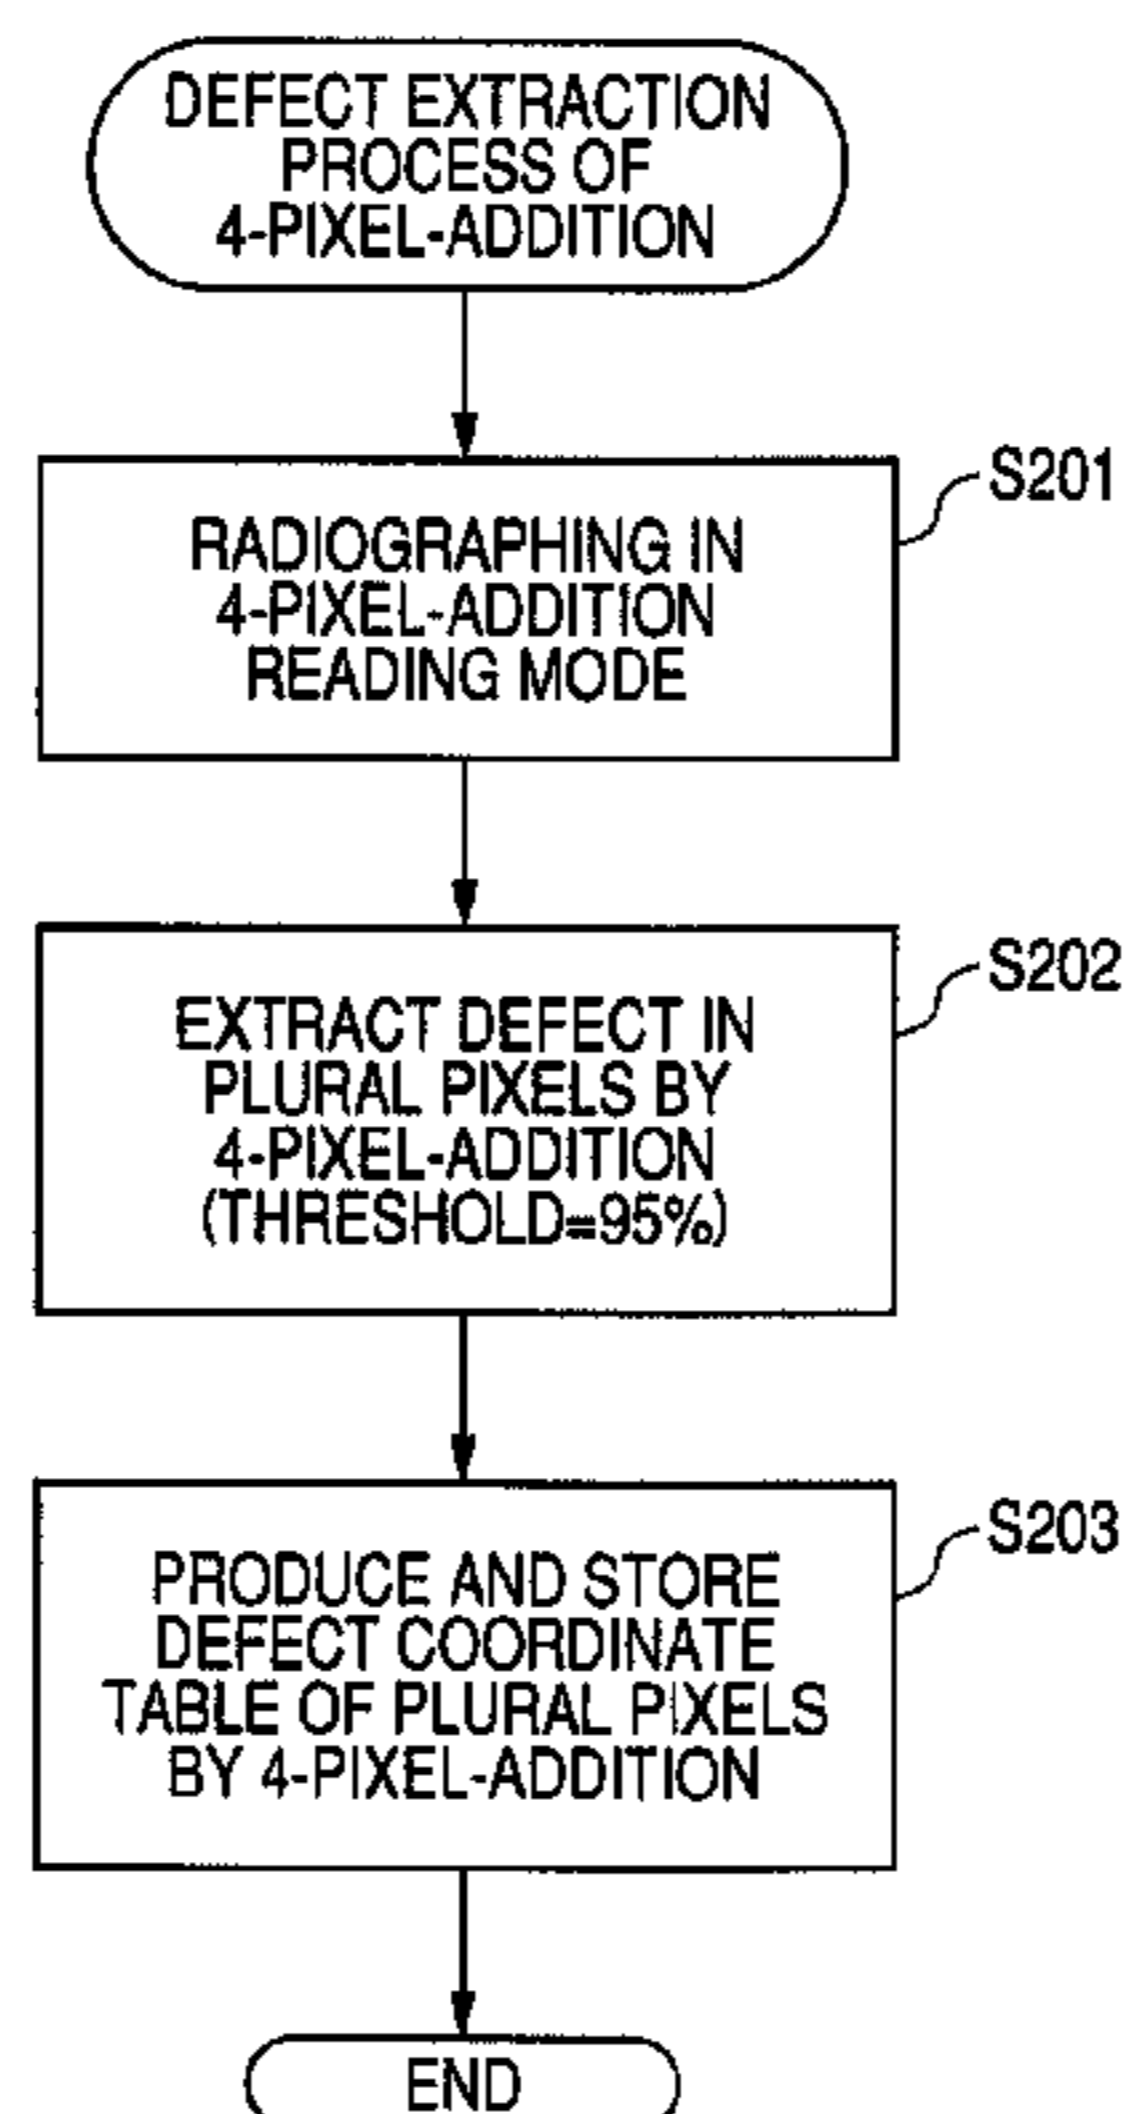 DEFECT EXTRACTION
PROCESS OF
4-PIXEL-ADDITION
S201
RADIOGRAPHING IN
4-PIXEL-ADDITION
READING MODE
S202
EXTRACT DEFECT IN
PLURAL PIXELS BY
4-PIXEL-ADDITION
(THRESHOLD=95%)
S203
PRODUCE AND STORE
DEFECT COORDINATE
TABLE OF PLURAL PIXELS
BY 4-PIXEL-ADDITION
END